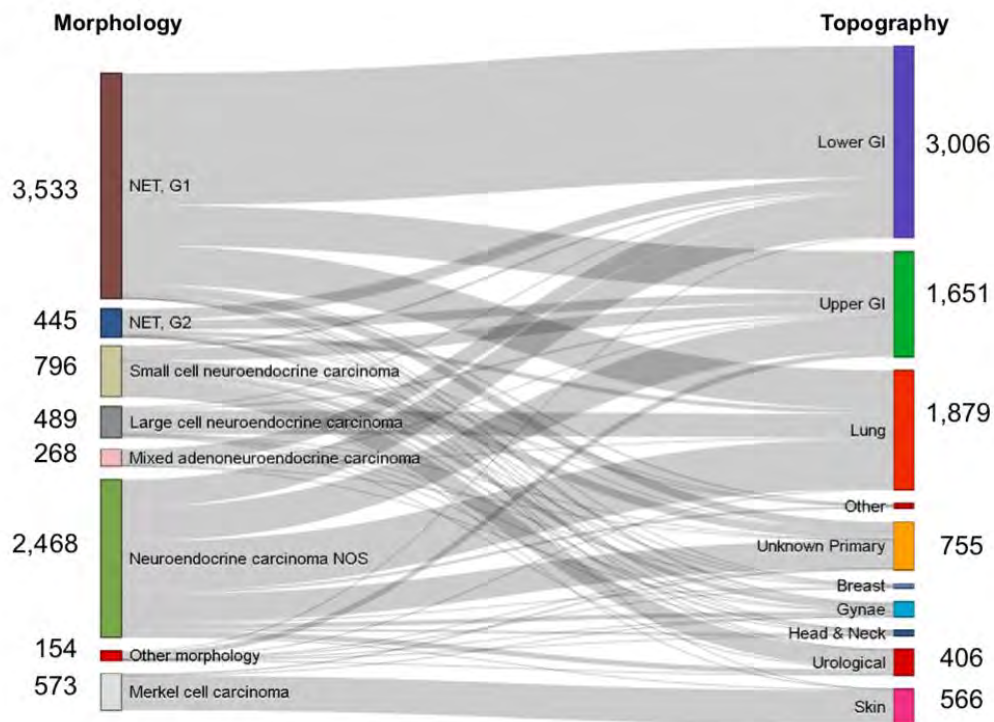 Morphology
Topography
3,533
NET, G1
445
NET, G2
796
Small cell neuroendocrine carcinoma
489
Large cell neuroendocrine carcinoma
268
Mixed adenoneuroendocrine carcinoma
2,468
Neuroendocrine carcinoma NOS
154
Other morphology
573
Merkel cell carcinoma
Lower GI
3,006
Upper GI
1,651
Lung
1,879
Other
Unknown Primary
755
Breast
Gynae
Head & Neck
Urological
406
Skin
566